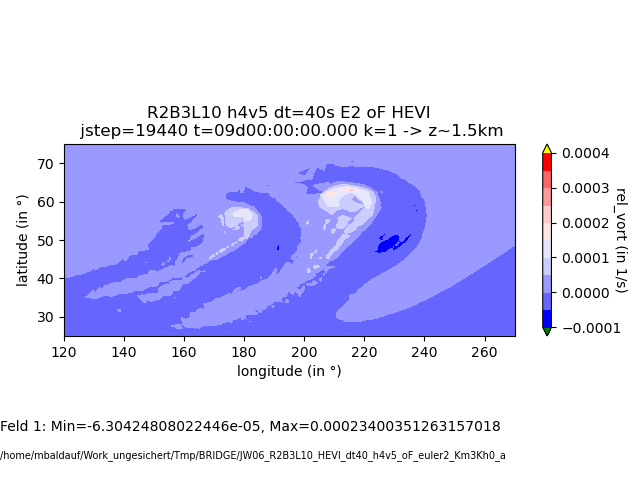 R2B3L10 h4v5 dt=40s E2 oF HEVI
jstep=19440 t=09d00:00:00.000 k=1 -> z~1.5km
70
60
50
40
30
latitude (in °)
120 140 160 180 200 220 240 260
longitude (in °)
0.0004
0.0003
0.0002
0.0001
0.0000
−0.0001
rel_vort (in 1/s)
Feld 1: Min=-6.30424808022446e-05, Max=0.00023400351263157018
/home/mbaldauf/Work_ungesichert/Tmp/BRIDGE/JW06_R2B3L10_HEVI_dt40_h4v5_oF_euler2_Km3Kh0_a